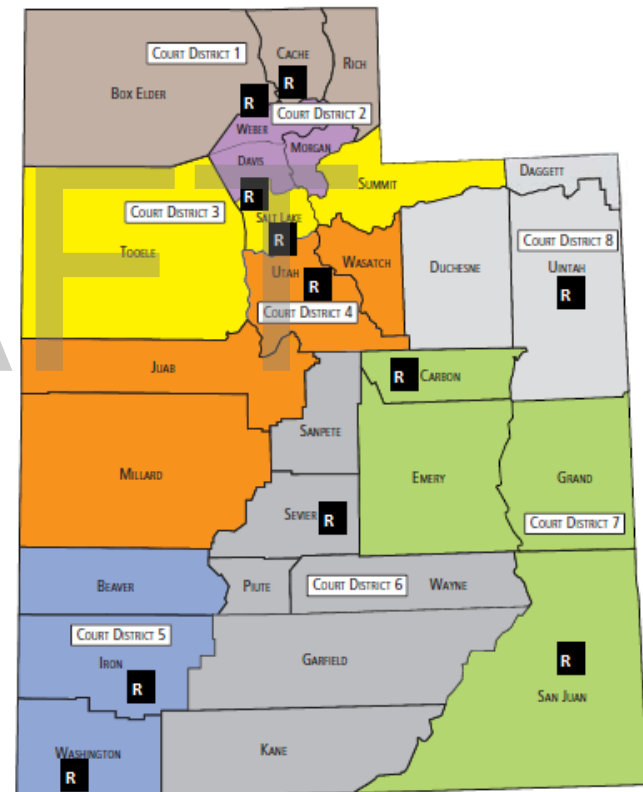 COURT DISTRICT 1
CACHE
RICH
R
BOX ELDER
R
COURT DISTRICT 2
WEBER
MORGAN
DAVIS
SUMMIT
DAGGETT
R
COURT DISTRICT 3
SALT LAKE
R
TOOELE
WASATCH
DUCHESNE
COURT DISTRICT 8
UINTAH
R
UTAH
R
COURT DISTRICT 4
AFT
JUAB
R
CARBON
SANPETE
MILLARD
EMERY
GRAND
SEVIER
R
COURT DISTRICT 7
BEAVER
PIUTE
COURT DISTRICT 6
WAYNE
COURT DISTRICT 5
IRON
R
GARFIELD
R
SAN JUAN
WASHINGTON
R
KANE